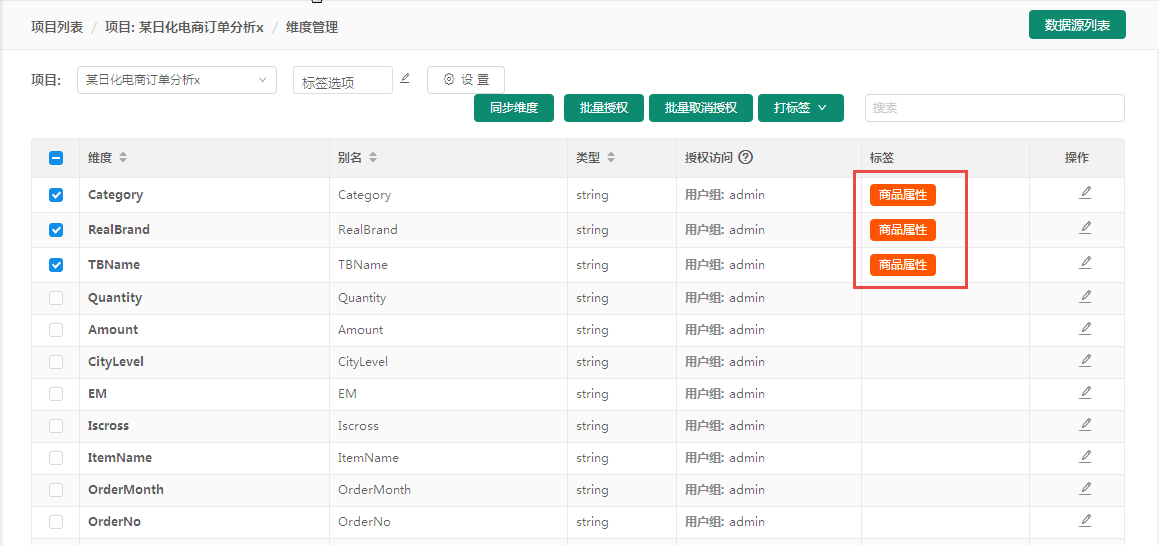 项目列表 / 项目: 某日化电商订单分析x / 维度管理
数据源列表
项目: 某日化电商订单分析x 标签选项 设 置
同步维度 批量授权 批量取消授权 打标签 搜索
维度 别名 类型 授权访问 ? 标签 操作
Category Category string 用户组: admin 商品属性
RealBrand RealBrand string 用户组: admin 商品属性
TBName TBName string 用户组: admin 商品属性
Quantity Quantity string 用户组: admin
Amount Amount string 用户组: admin
CityLevel CityLevel string 用户组: admin
EM EM string 用户组: admin
Iscross Iscross string 用户组: admin
ItemName ItemName string 用户组: admin
OrderMonth OrderMonth string 用户组: admin
OrderNo OrderNo string 用户组: admin